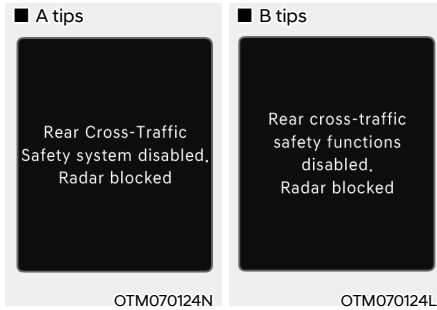 ■ A tips
Rear Cross-Traffic
Safety system disabled.
Radar blocked
OTM070124N
■ B tips
Rear cross-traffic
safety functions
disabled.
Radar blocked
OTM070124L